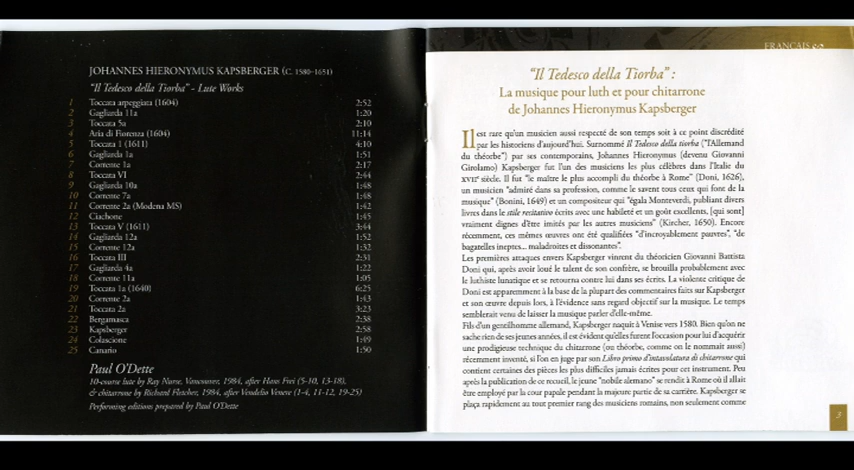 JOHANNES HIERONYMUS KAPSBERGER (C. 1580-1651)
"Il Tedesco della Tiorba" - Lute Works
1 Toccata arpeggiata (1604) 2:52
2 Gagliarda 11a 1:20
3 Toccata 5a 2:10
4 Aria di Fiorenza (1604) 11:14
5 Toccata 1 (1611) 4:10
6 Gagliarda 1a 1:51
7 Corrente 1a 2:17
8 Toccata VI 2:44
9 Gagliarda 10a 1:48
10 Corrente 7a 1:48
11 Corrente 2a (Modena MS) 1:42
12 Ciachone 1:45
13 Toccata V (1611) 3:44
14 Gagliarda 12a 1:52
15 Corrente 12a 1:32
16 Toccata III 2:31
17 Gagliarda 4a 1:22
18 Corrente 11a 1:05
19 Toccata 1a (1640) 6:25
20 Corrente 2a 1:43
21 Toccata 2a 3:23
22 Bergamasca 2:38
23 Kapsberger 2:58
24 Colascione 1:49
25 Canario 1:50
Paul O'Dette
10-course lute by Ray Nurse, Vancouver, 1984, after Hans Frei (5-10, 13-18),
& chitarrone by Richard Fletcher, 1984, after Vendelio Venere (1-4, 11-12, 19-25)
Performing editions prepared by Paul O'Dette
FRANÇAIS
"Il Tedesco della Tiorba" :
La musique pour luth et pour chitarrone
de Johannes Hieronymus Kapsberger
Il est rare qu'un musicien aussi respecté de son temps soit à ce point discrédité
par les historiens d'aujourd'hui. Surnommé Il Tedesco della tiorba ("l'Allemand
du théorbe") par ses contemporains, Johannes Hieronymus (devenu Giovanni
Girolamo) Kapsberger fut l'un des musiciens les plus célèbres dans l'Italie du
XVIIe siècle. Il fut "le maître le plus accompli du théorbe à Rome" (Doni, 1626),
un musicien "admiré dans sa profession, comme le savent tous ceux qui font de la
musique" (Bonini, 1649) et un compositeur qui "égala Monteverdi, publiant divers
livres dans le stile recitativo écrits avec une habileté et un goût excellents, [qui sont]
vraiment dignes d'être imités par les autres musiciens" (Kircher, 1650). Encore
récemment, ces mêmes œuvres ont été qualifiées "d'incroyablement pauvres", "de
bagatelles ineptes... maladroites et dissonantes".
Les premières attaques envers Kapsberger vinrent du théoricien Giovanni Battista
Doni qui, après avoir loué le talent de son confrère, se brouilla probablement avec
le luthiste lunatique et se retourna contre lui dans ses écrits. La violente critique de
Doni est apparemment à la base de la plupart des commentaires faits sur Kapsberger
et son œuvre depuis lors, à l'évidence sans regard objectif sur la musique. Le temps
semblerait venu de laisser la musique parler d'elle-même.
Fils d'un gentilhomme allemand, Kapsberger naquit à Venise vers 1580. Bien qu'on ne
sache rien de ses jeunes années, il est évident qu'elles furent l'occasion pour lui d'acquérir
une prodigieuse technique du chitarrone (ou théorbe, comme on le nommait aussi)
récemment inventé, si l'on en juge par son Libro primo d'intavolatura di chitarrone qui
contient certaines des pièces les plus difficiles jamais écrites pour cet instrument. Peu
après la publication de ce recueil, le jeune "nobile alemano" se rendit à Rome où il allait
être employé par la cour papale pendant la majeure partie de sa carrière. Kapsberger se
plaça rapidement au tout premier rang des musiciens romains, non seulement comme
3